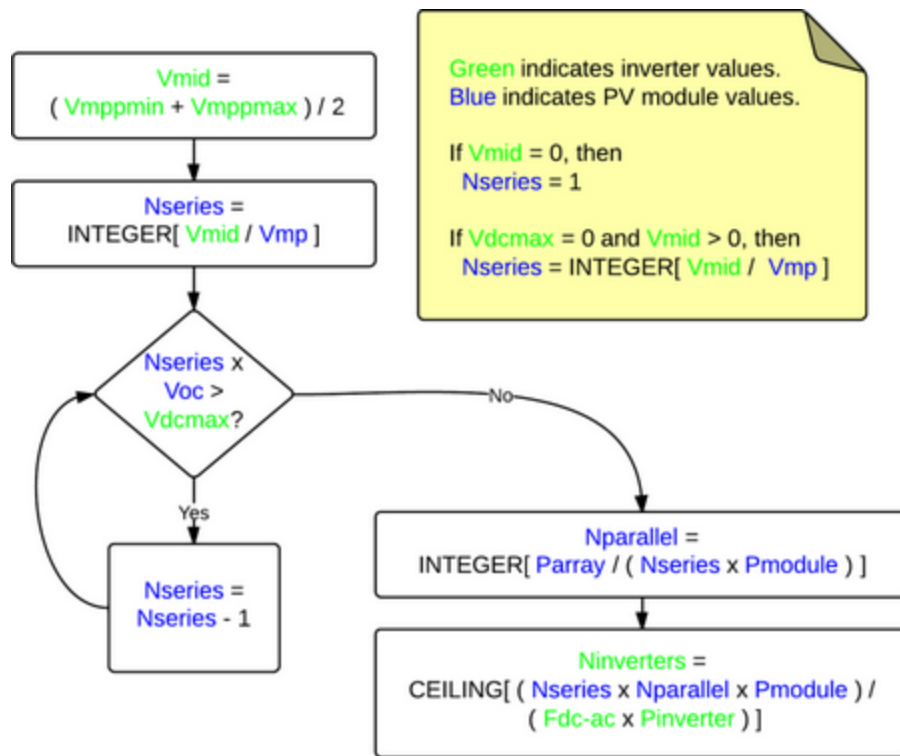 Vmid =
( Vmppmin + Vmppmax ) / 2
Nseries =
INTEGER[ Vmid / Vmp ]
Nseries x
Voc >
Vdcmax?
Yes
Nseries =
Nseries - 1
No
Nparallel =
INTEGER[ Parray / ( Nseries x Pmodule ) ]
Ninverters =
CEILING[ ( Nseries x Nparallel x Pmodule ) /
( Fdc-ac x Pinverter ) ]
Green indicates inverter values.
Blue indicates PV module values.
If Vmid = 0, then
Nseries = 1
If Vdcmax = 0 and Vmid > 0, then
Nseries = INTEGER[ Vmid / Vmp ]